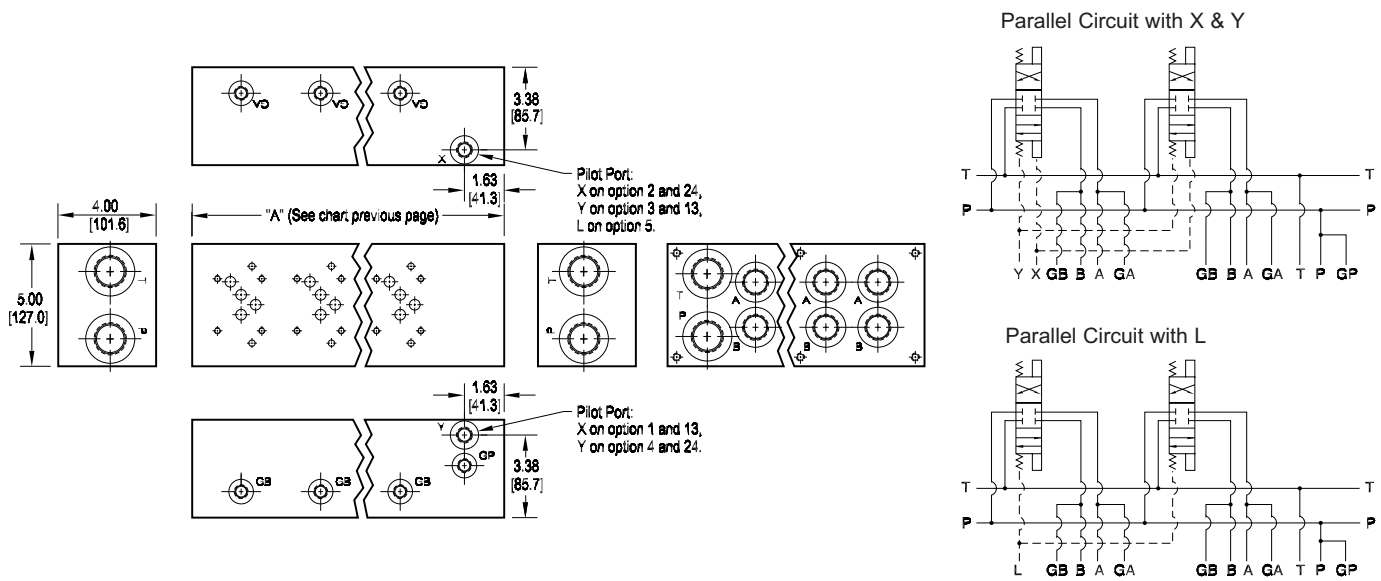 GA GA GA
X
3.38
[85.7]
1.63
[41.3]
Pilot Port:
X on option 2 and 24,
Y on option 3 and 13,
L on option 5.
4.00
[101.6]
"A" (See chart previous page)
5.00
[127.0]
T
P
T
P
T
P
A A A
B B B
1.63
[41.3]
Pilot Port:
X on option 1 and 13,
Y on option 4 and 24.
Y
GP
GB GB GB
3.38
[85.7]
Parallel Circuit with X & Y
T T
P P
Y X GB B A GA GB B A GA T P GP
Parallel Circuit with L
T T
P P
L GB B A GA GB B A GA T P GP